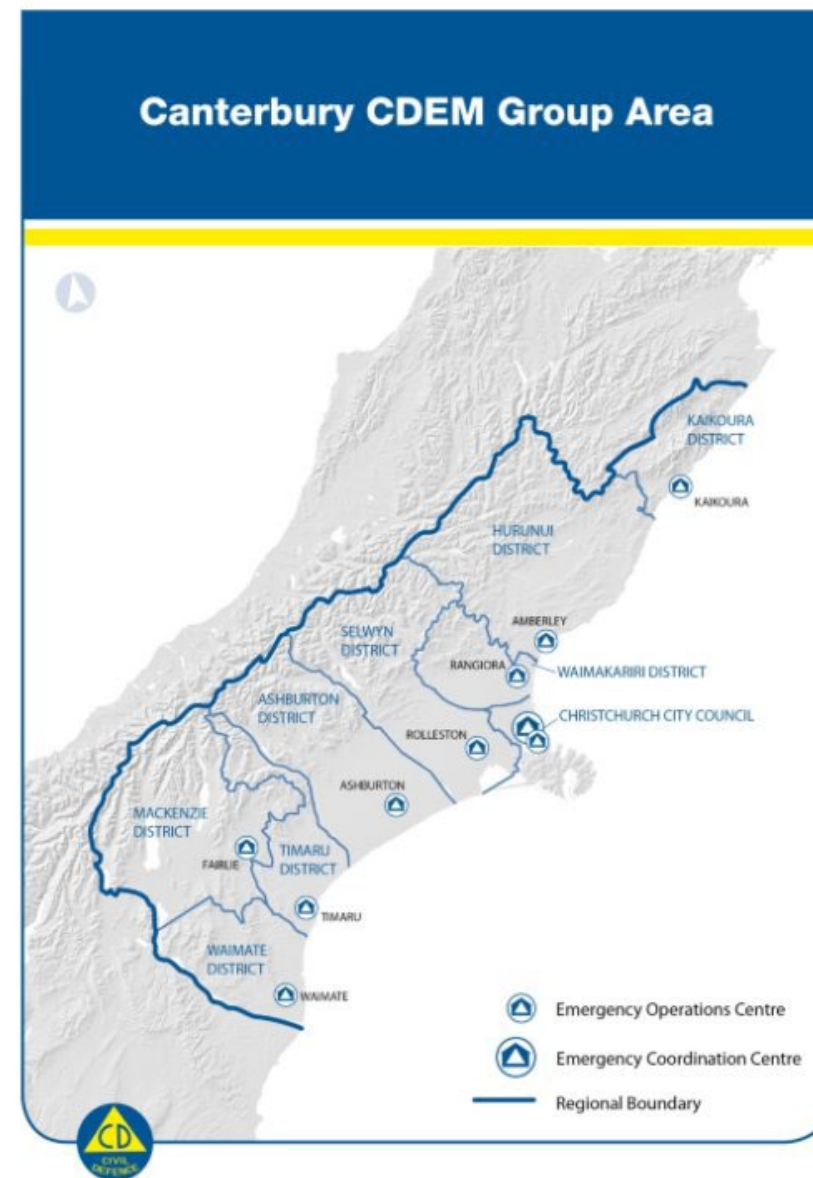 Canterbury CDEM Group Area
KAIKOURA
DISTRICT
KAIKOURA
HURUNUI
DISTRICT
AMBERLEY
SELWYN
DISTRICT
RANGIORA
WAIMAKARIRI DISTRICT
ASHBURTON
DISTRICT
CHRISTCHURCH CITY COUNCIL
ROLLESTON
ASHBURTON
MACKENZIE
DISTRICT
FAIRLIE
TIMARU
DISTRICT
TIMARU
WAIMATE
DISTRICT
WAIMATE
Emergency Operations Centre
Emergency Coordination Centre
Regional Boundary
CD
CIVIL
DEFENCE